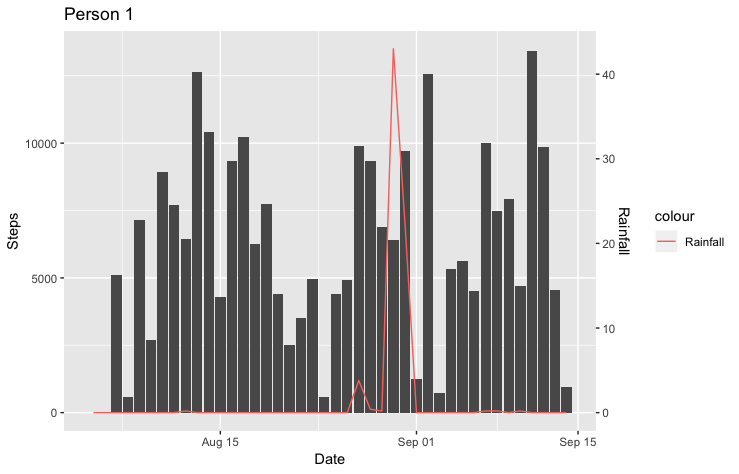 Person 1
Steps
10000
5000
0
40
30
20
10
0
Rainfall
Aug 15
Sep 01
Sep 15
Date
colour
Rainfall